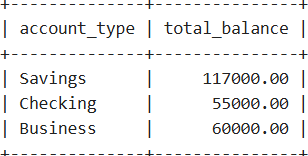 +--------------+---------------+
| account_type | total_balance |
+--------------+---------------+
| Savings      |     117000.00 |
| Checking     |      55000.00 |
| Business     |      60000.00 |
+--------------+---------------+